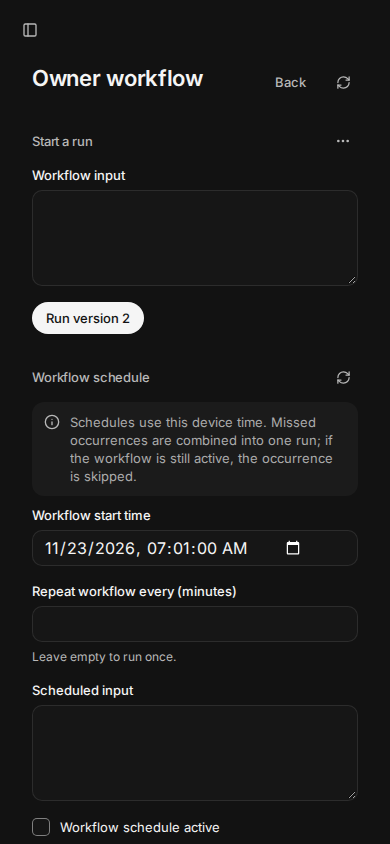 Owner workflow
Back
Start a run
Workflow input
Run version 2
Workflow schedule
Schedules use this device time. Missed
occurrences are combined into one run; if
the workflow is still active, the occurrence
is skipped.
Workflow start time
11/23/2026, 07:01:00 AM
Repeat workflow every (minutes)
Leave empty to run once.
Scheduled input
Workflow schedule active